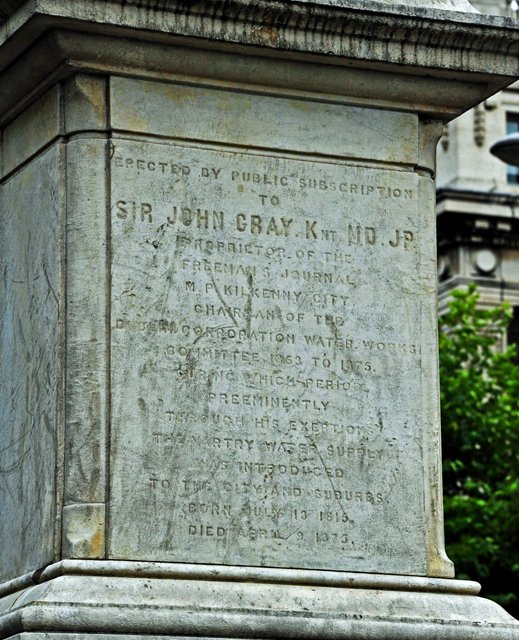 ERECTED BY PUBLIC SUBSCRIPTION
TO
SIR JOHN GRAY. KNT MD. JP.
PROPRIETOR OF THE
FREEMAN'S JOURNAL
M.P. KILKENNY CITY
CHAIRMAN OF THE
DUBLIN CORPORATION WATER WORKS
COMMITTEE 1863 TO 1875.
DURING WHICH PERIOD
PREEMINENTLY
THROUGH HIS EXERTIONS
THE VARTRY WATER SUPPLY
WAS INTRODUCED
TO THE CITY AND SUBURBS
BORN JULY 13
DIED APRIL 9 1875.